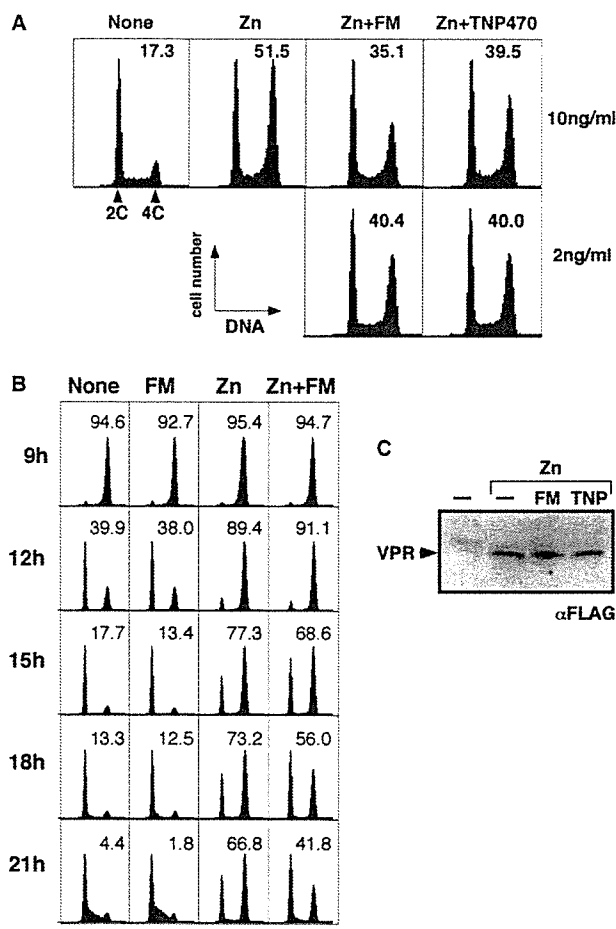 A
None Zn Zn+FM Zn+TNP470
17.3 51.5 35.1 39.5
10ng/ml
2C 4C
40.4 40.0
2ng/ml
cell number
DNA
B
None FM Zn Zn+FM
9h 94.6 92.7 95.4 94.7
12h 39.9 38.0 89.4 91.1
15h 17.7 13.4 77.3 68.6
18h 13.3 12.5 73.2 56.0
21h 4.4 1.8 66.8 41.8
C
Zn
— — FM TNP
VPR
αFLAG